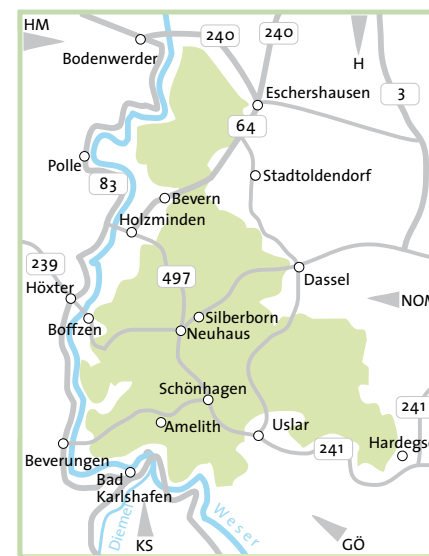 HM
240
240
Bodenwerder
H
Eschershausen
3
64
Polle
Stadtoldendorf
83
Bevern
Holzminden
239
497
Dassel
Höxter
NOM
Silberborn
Boffzen
Neuhaus
Schönhagen
241
Amelith
Uslar
241
Hardegse
Beverungen
Bad
Karlshafen
Diemel
Weser
KS
GÖ